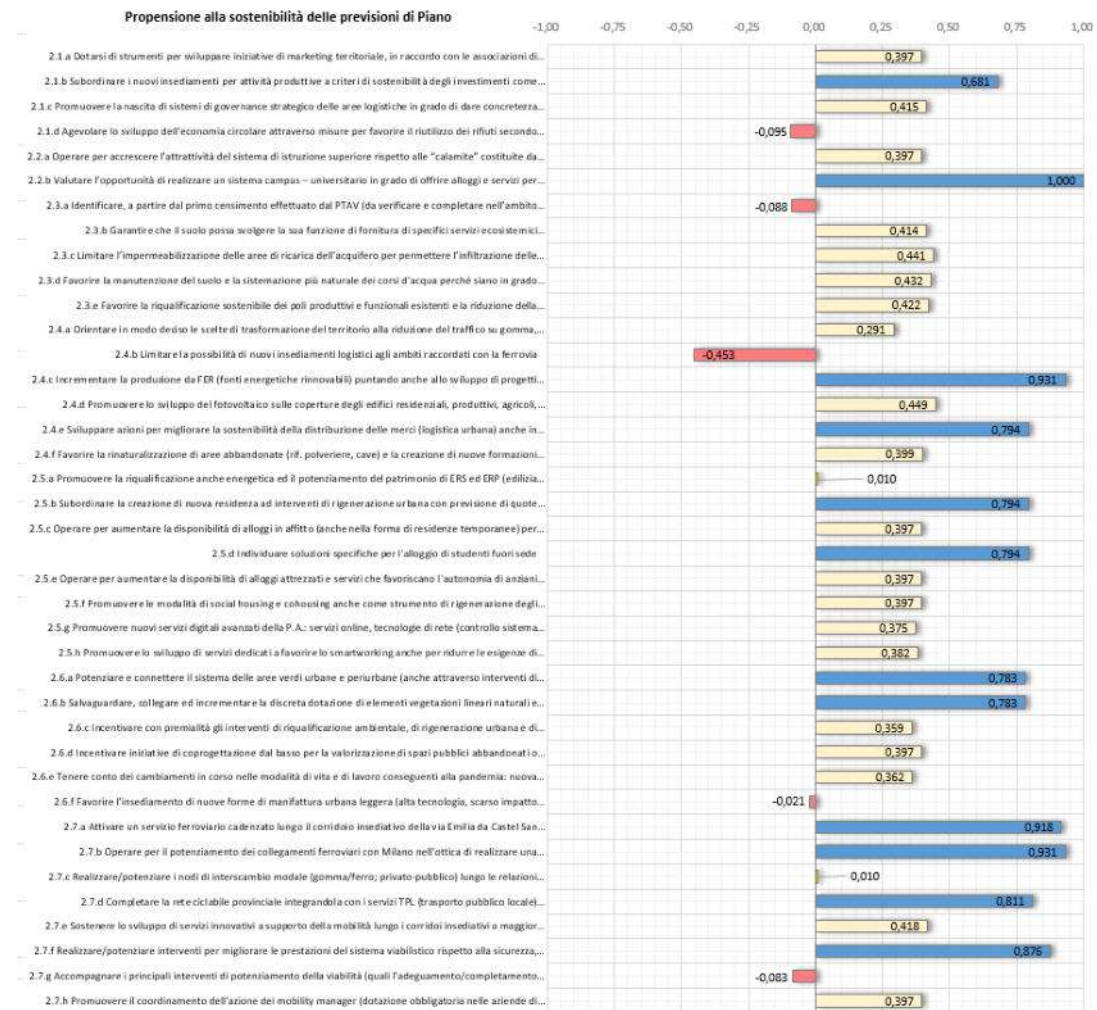 Propensione alla sostenibilità delle previsioni di Piano
-1,00 -0,75 -0,50 -0,25 0,00 0,25 0,50 0,75 1,00
2.1.a Dotarsi di strumenti per sviluppare iniziative di marketing territoriale, in raccordo con le associazioni di... 0,397
2.1.b Subordinare i nuovi insediamenti per attività produttive a criteri di sostenibilità degli investimenti come... 0,681
2.1.c Promuovere la nascita di sistemi di governance strategico delle aree logistiche in grado di dare concretezza... 0,415
2.1.d Agevolare lo sviluppo dell'economia circolare attraverso misure per favorire il riutilizzo dei rifiuti secondo... -0,095
2.2.a Operare per accrescere l'attrattività del sistema di istruzione superiore rispetto alle "calamite" costituite da... 0,397
2.2.b Valutare l'opportunità di realizzare un sistema campus – universitario in grado di offrire alloggi e servizi per... 1,000
2.3.a Identificare, a partire dal primo censimento effettuato dal PTAV (da verificare e completare nell'ambito... -0,088
2.3.b Garantire che il suolo possa svolgere la sua funzione di fornitura di specifici servizi ecosistemici... 0,414
2.3.c Limitare l'impermeabilizzazione delle aree di ricarica dell'acquifero per permettere l'infiltrazione delle... 0,441
2.3.d Favorire la manutenzione del suolo e la sistemazione più naturale dei corsi d'acqua perché siano in grado... 0,432
2.3.e Favorire la riqualificazione sostenibile dei poli produttivi e funzionali esistenti e la riduzione della... 0,422
2.4.a Orientare in modo deciso le scelte di trasformazione del territorio alla riduzione del traffico su gomma,... 0,291
2.4.b Limitare la possibilità di nuovi insediamenti logistici agli ambiti raccordati con la ferrovia -0,453
2.4.c Incrementare la produzione da FER (fonti energetiche rinnovabili) puntando anche allo sviluppo di progetti... 0,931
2.4.d Promuovere lo sviluppo del fotovoltaico sulle coperture degli edifici residenziali, produttivi, agricoli,... 0,449
2.4.e Sviluppare azioni per migliorare la sostenibilità della distribuzione delle merci (logistica urbana) anche in... 0,794
2.4.f Favorire la rinaturalizzazione di aree abbandonate (rif. polveriere, cave) e la creazione di nuove formazioni... 0,399
2.5.a Promuovere la riqualificazione anche energetica ed il potenziamento del patrimonio di ERS ed ERP (edilizia... 0,010
2.5.b Subordinare la creazione di nuova residenza ad interventi di rigenerazione urbana con previsione di quote... 0,794
2.5.c Operare per aumentare la disponibilità di alloggi in affitto (anche nella forma di residenze temporanee) per... 0,397
2.5.d Individuare soluzioni specifiche per l'alloggio di studenti fuori sede 0,794
2.5.e Operare per aumentare la disponibilità di alloggi attrezzati e servizi che favoriscano l'autonomia di anziani... 0,397
2.5.f Promuovere le modalità di social housing e cohousing anche come strumento di rigenerazione degli... 0,397
2.5.g Promuovere nuovi servizi digitali avanzati della P.A.: servizi online, tecnologie di rete (controllo sistema... 0,375
2.5.h Promuovere lo sviluppo di servizi dedicati a favorire lo smartworking anche per ridurre le esigenze di... 0,382
2.6.a Potenziare e connettere il sistema delle aree verdi urbane e periurbane (anche attraverso interventi di... 0,783
2.6.b Salvaguardare, collegare ed incrementare la discreta dotazione di elementi vegetazioni lineari naturali e... 0,783
2.6.c Incentivare con premialità gli interventi di riqualificazione ambientale, di rigenerazione urbana e di... 0,359
2.6.d Incentivare iniziative di coprogettazione dal basso per la valorizzazione di spazi pubblici abbandonati o... 0,397
2.6.e Tenere conto dei cambiamenti in corso nelle modalità di vita e di lavoro conseguenti alla pandemia: nuova... 0,362
2.6.f Favorire l'insediamento di nuove forme di manifattura urbana leggera (alta tecnologia, scarso impatto... -0,021
2.7.a Attivare un servizio ferroviario cadenzato lungo il corridoio insediativo della via Emilia da Castel San... 0,918
2.7.b Operare per il potenziamento dei collegamenti ferroviari con Milano nell'ottica di realizzare una... 0,931
2.7.c Realizzare/potenziare i nodi di interscambio modale (gomma/ferro; privato-pubblico) lungo le relazioni... 0,010
2.7.d Completare la rete ciclabile provinciale integrandola con i servizi TPL (trasporto pubblico locale)... 0,811
2.7.e Sostenere lo sviluppo di servizi innovativi a supporto della mobilità lungo i corridoi insediativi a maggior... 0,418
2.7.f Realizzare/potenziare interventi per migliorare le prestazioni del sistema viabilistico rispetto alla sicurezza,... 0,876
2.7.g Accompagnare i principali interventi di potenziamento della viabilità (quali l'adeguamento/completamento... -0,083
2.7.h Promuovere il coordinamento dell'azione dei mobility manager (dotazione obbligatoria nelle aziende di... 0,397